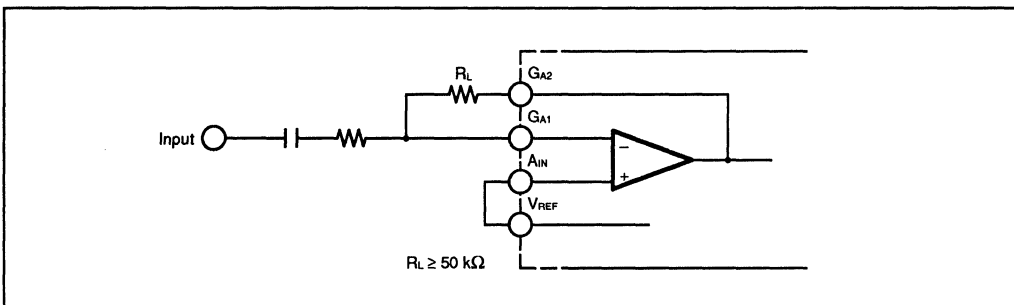 RL
GA2
GA1
Input
−
AIN
+
VREF
RL ≥ 50 kΩ